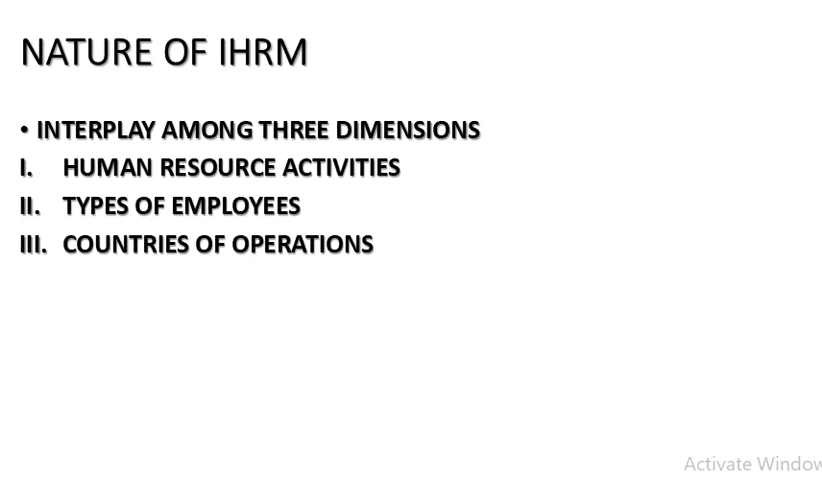 NATURE OF IHRM
• INTERPLAY AMONG THREE DIMENSIONS
I. HUMAN RESOURCE ACTIVITIES
II. TYPES OF EMPLOYEES
III. COUNTRIES OF OPERATIONS
Activate Window